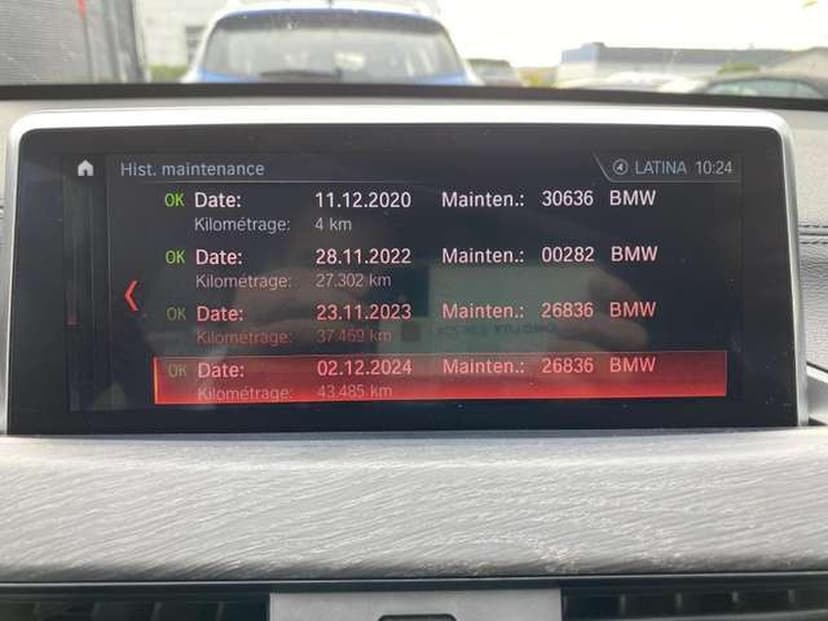 Hist. maintenance LATINA 10:24
OK Date: 11.12.2020 Mainten.: 30636 BMW
Kilométrage: 4 km
OK Date: 28.11.2022 Mainten.: 00282 BMW
Kilométrage: 27.302 km
OK Date: 23.11.2023 Mainten.: 26836 BMW
Kilométrage: 37.469 km
OK Date: 02.12.2024 Mainten.: 26836 BMW
Kilométrage: 43.485 km